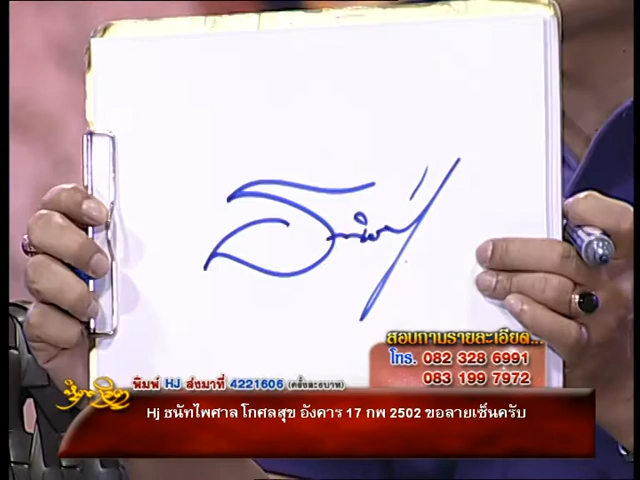 สอบถามรายละเอียด...
โทร. 082 328 6991
083 199 7972
พิมพ์ HJ ส่งมาที่ 4221606 (ครั้งละ๐บาท)
Hj ธนัทไพศาล โกศลสุข อังคาร 17 กพ 2502 ขอลายเซ็นครับ